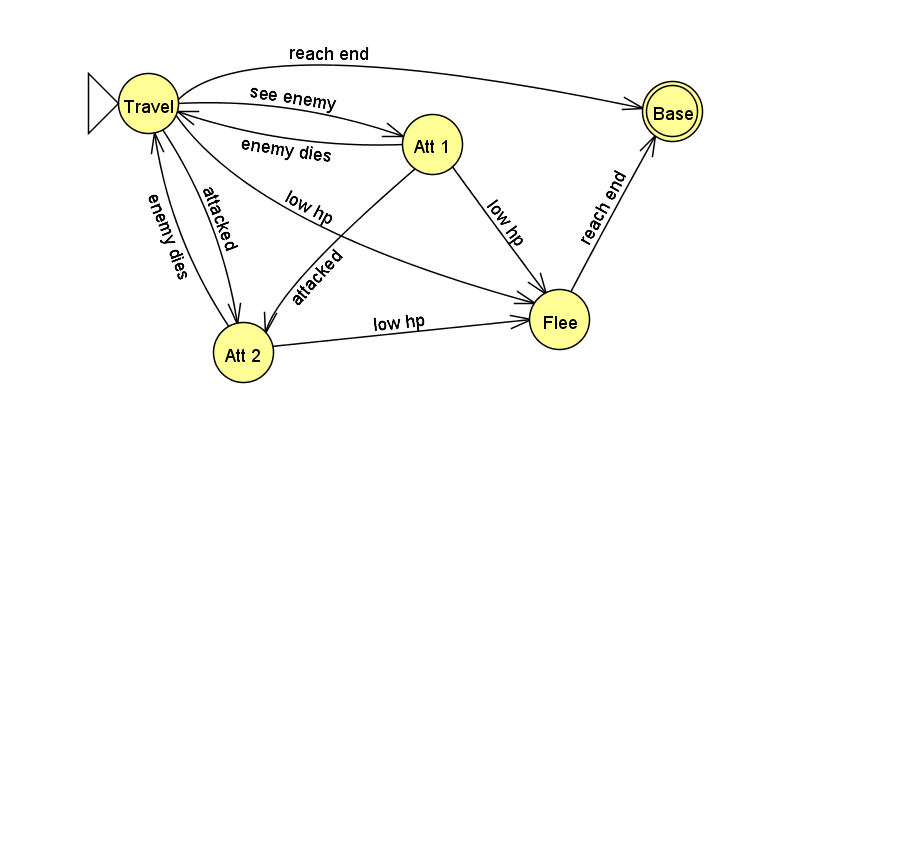 reach end
see enemy
Travel
Base
enemy dies
Att 1
low hp
attacked
enemy dies
low hp
reach end
attacked
low hp
Flee
Att 2